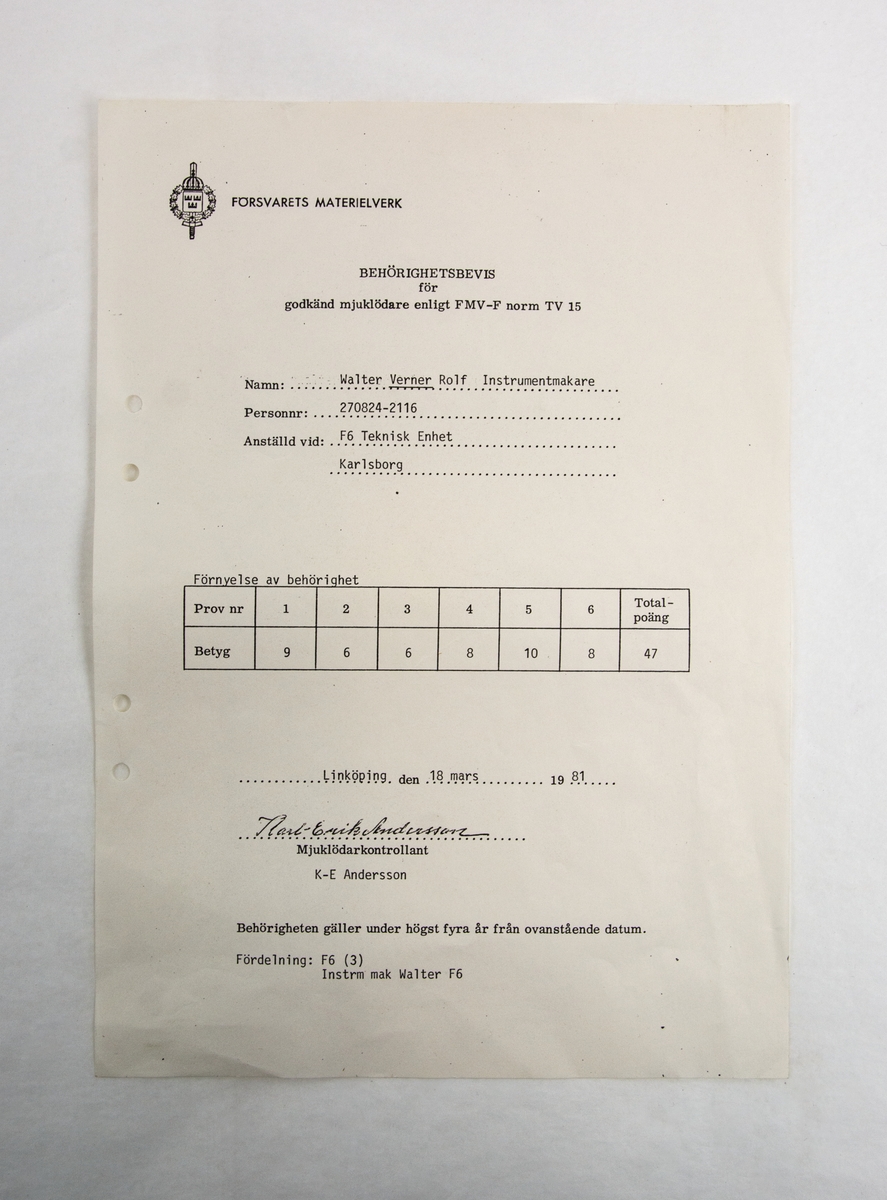 FÖRSVARETS MATERIELVERK
BEHÖRIGHETSBEVIS
för
godkänd mjuklödare enligt FMV-F norm TV 15
Namn: Walter Verner Rolf Instrumentmakare
Personnr: 270824-2116
Anställd vid: F6 Teknisk Enhet
Karlsborg
Förnyelse av behörighet
Prov nr 1 2 3 4 5 6 Total-
poäng
Betyg 9 6 6 8 10 8 47
Linköping den 18 mars 19 81
Karl-Erik Andersson
Mjuklödarkontrollant
K-E Andersson
Behörigheten gäller under högst fyra år från ovanstående datum.
Fördelning: F6 (3)
Instrm mak Walter F6